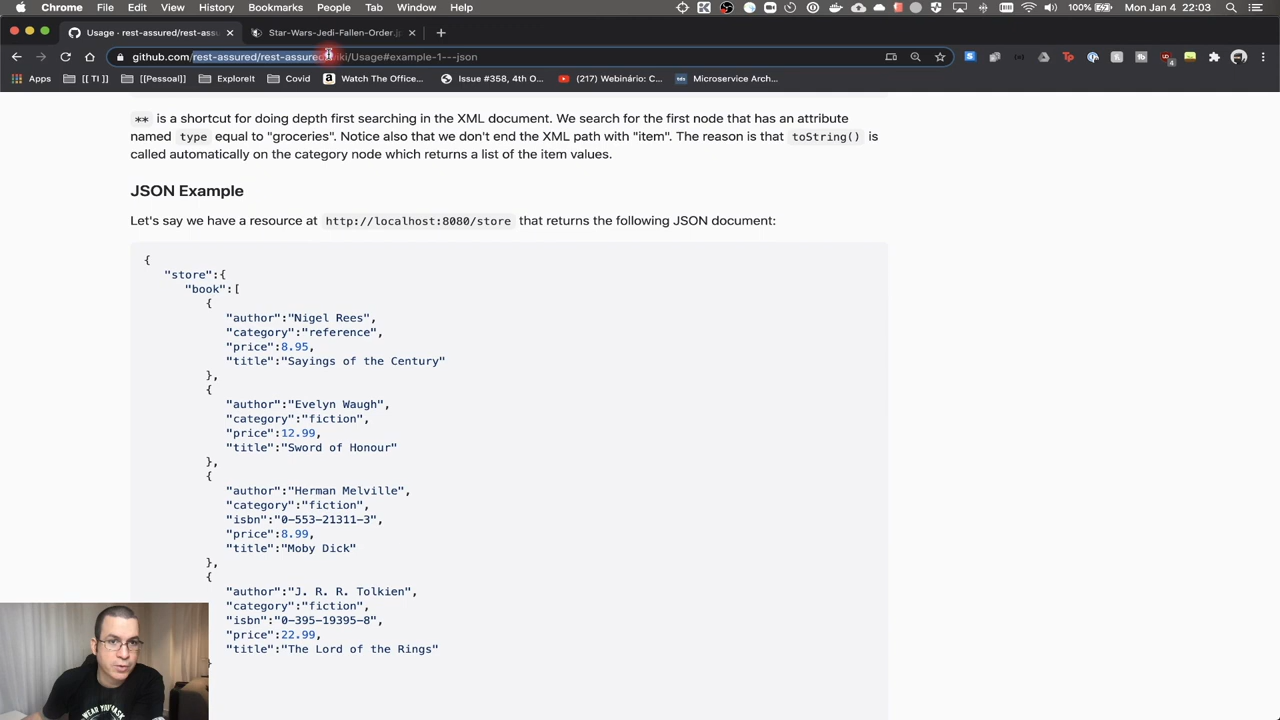 Chrome File Edit View History Bookmarks People Tab Window Help 100% Mon Jan 4 22:03
Usage · rest-assured/rest-assu Star-Wars-Jedi-Fallen-Order.j
github.com/rest-assured/rest-assured/wiki/Usage#example-1---json
Apps [[ TI ]] [[Pessoal]] ExploreIt Covid Watch The Office... Issue #358, 4th O... (217) Webinário: C... Microservice Arch...
** is a shortcut for doing depth first searching in the XML document. We search for the first node that has an attribute
named type equal to "groceries". Notice also that we don't end the XML path with "item". The reason is that toString() is
called automatically on the category node which returns a list of the item values.
JSON Example
Let's say we have a resource at http://localhost:8080/store that returns the following JSON document:
{
"store":{
"book":[
{
"author":"Nigel Rees",
"category":"reference",
"price":8.95,
"title":"Sayings of the Century"
},
{
"author":"Evelyn Waugh",
"category":"fiction",
"price":12.99,
"title":"Sword of Honour"
},
{
"author":"Herman Melville",
"category":"fiction",
"isbn":"0-553-21311-3",
"price":8.99,
"title":"Moby Dick"
},
{
"author":"J. R. R. Tolkien",
"category":"fiction",
"isbn":"0-395-19395-8",
"price":22.99,
"title":"The Lord of the Rings"
}